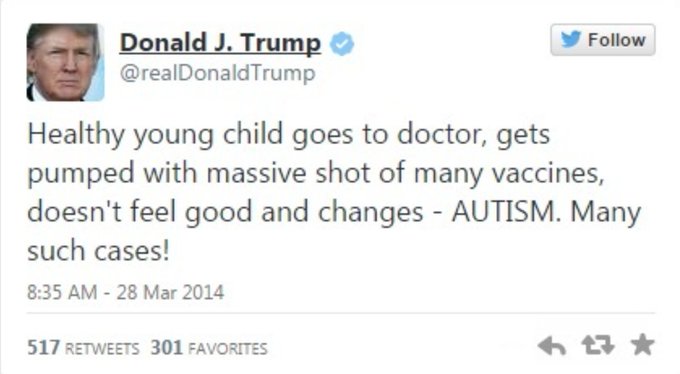 Donald J. Trump
Follow
@realDonaldTrump
Healthy young child goes to doctor, gets
pumped with massive shot of many vaccines,
doesn't feel good and changes - AUTISM. Many
such cases!
8:35 AM - 28 Mar 2014
517 RETWEETS 301 FAVORITES